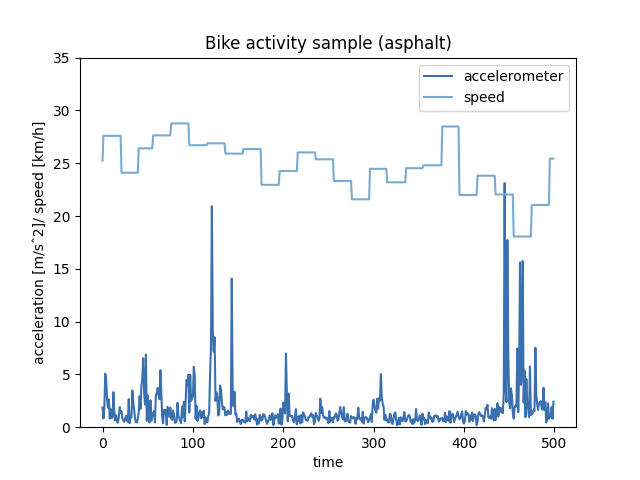 Bike activity sample (asphalt)
accelerometer
speed
35
30
25
20
15
10
5
0
acceleration [m/s^2]/ speed [km/h]
0 100 200 300 400 500
time